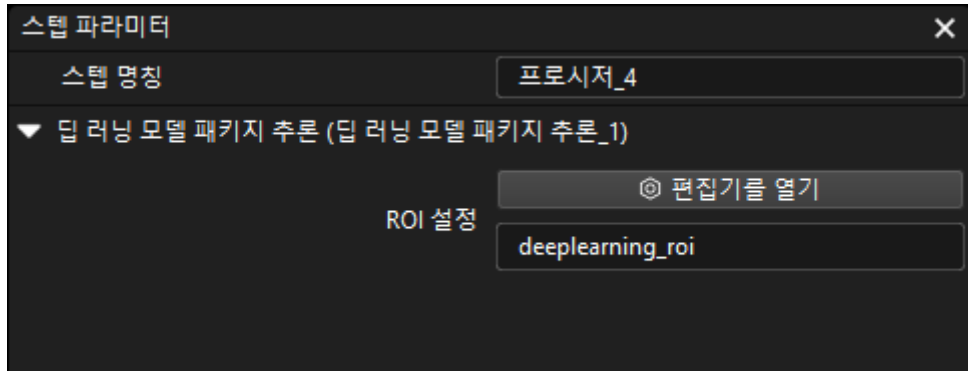 스텝 파라미터
스텝 명칭 프로시저_4
딥 러닝 모델 패키지 추론 (딥 러닝 모델 패키지 추론_1)
편집기를 열기
ROI 설정
deeplearning_roi